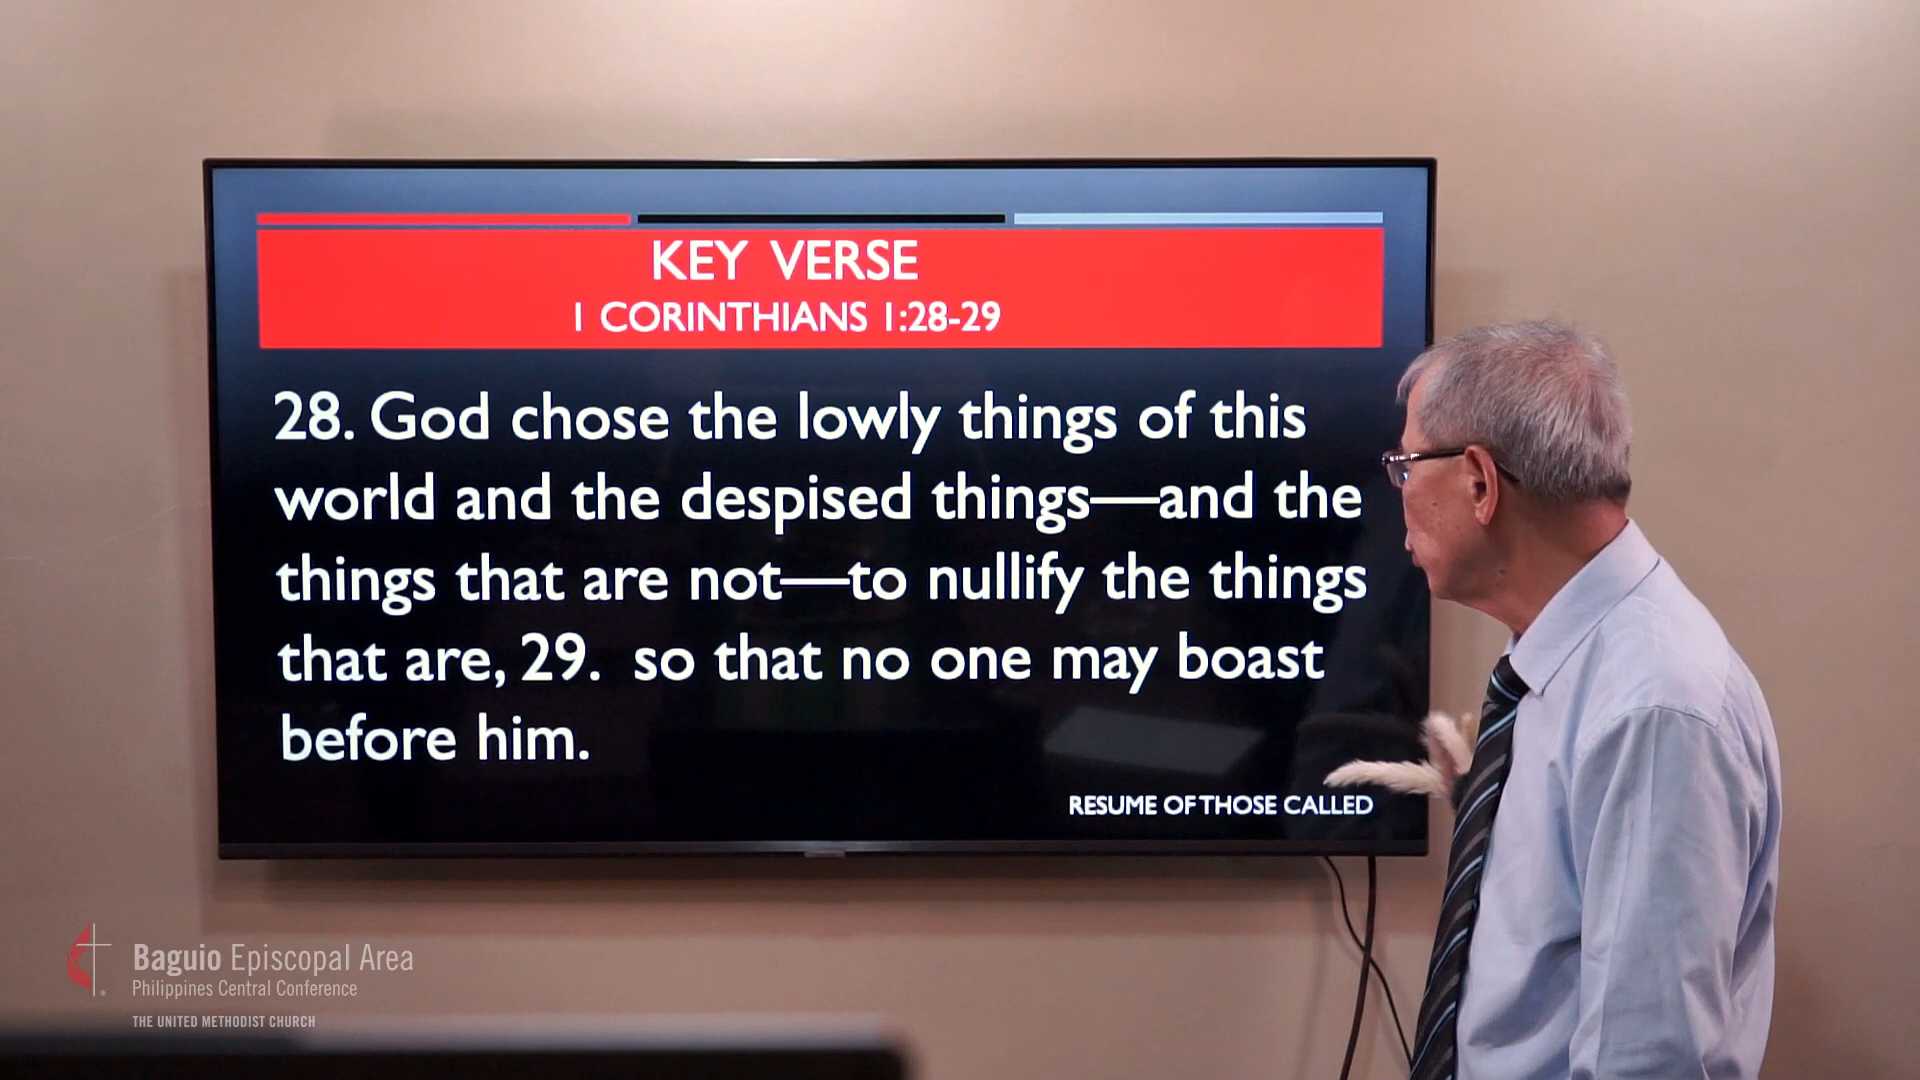 KEY VERSE
1 CORINTHIANS 1:28-29
28. God chose the lowly things of this
world and the despised things—and the
things that are not—to nullify the things
that are, 29. so that no one may boast
before him.
RESUME OF THOSE CALLED
Baguio Episcopal Area
Philippines Central Conference
THE UNITED METHODIST CHURCH